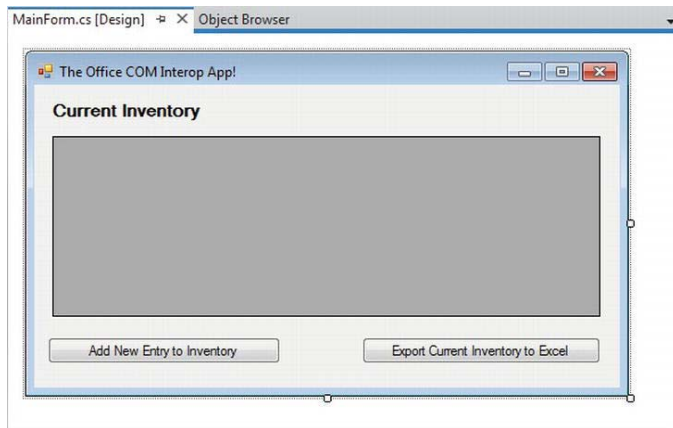 MainForm.cs [Design] Object Browser
The Office COM Interop App!
Current Inventory
Add New Entry to Inventory Export Current Inventory to Excel